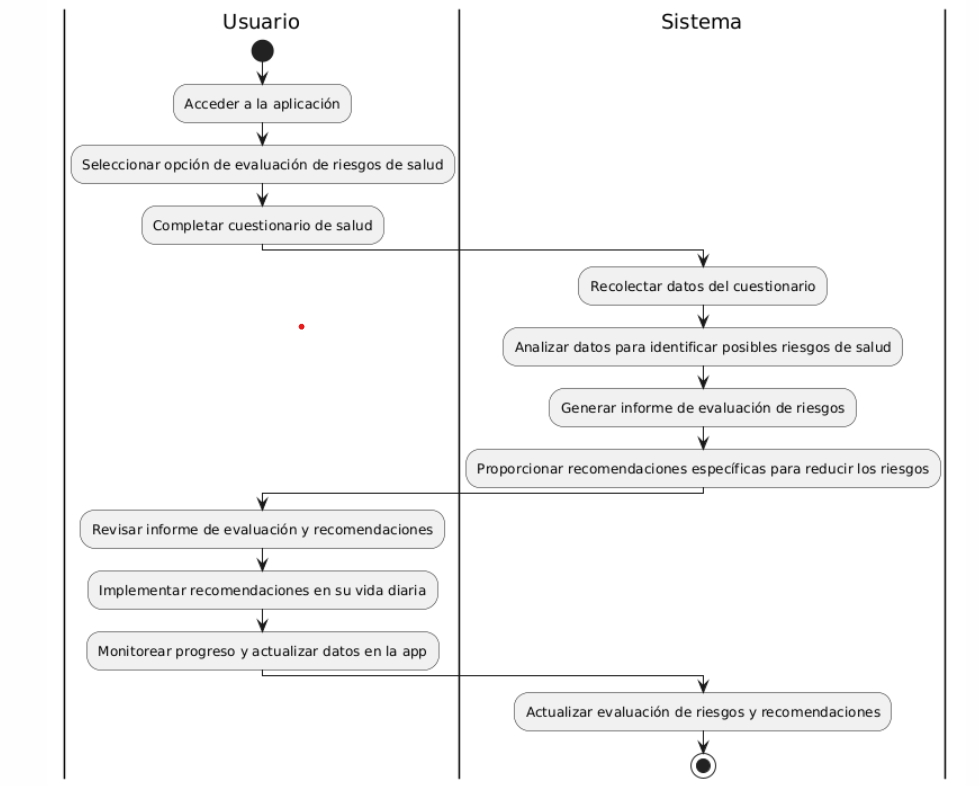 Usuario
Sistema
Acceder a la aplicación
Seleccionar opción de evaluación de riesgos de salud
Completar cuestionario de salud
Recolectar datos del cuestionario
Analizar datos para identificar posibles riesgos de salud
Generar informe de evaluación de riesgos
Proporcionar recomendaciones específicas para reducir los riesgos
Revisar informe de evaluación y recomendaciones
Implementar recomendaciones en su vida diaria
Monitorear progreso y actualizar datos en la app
Actualizar evaluación de riesgos y recomendaciones